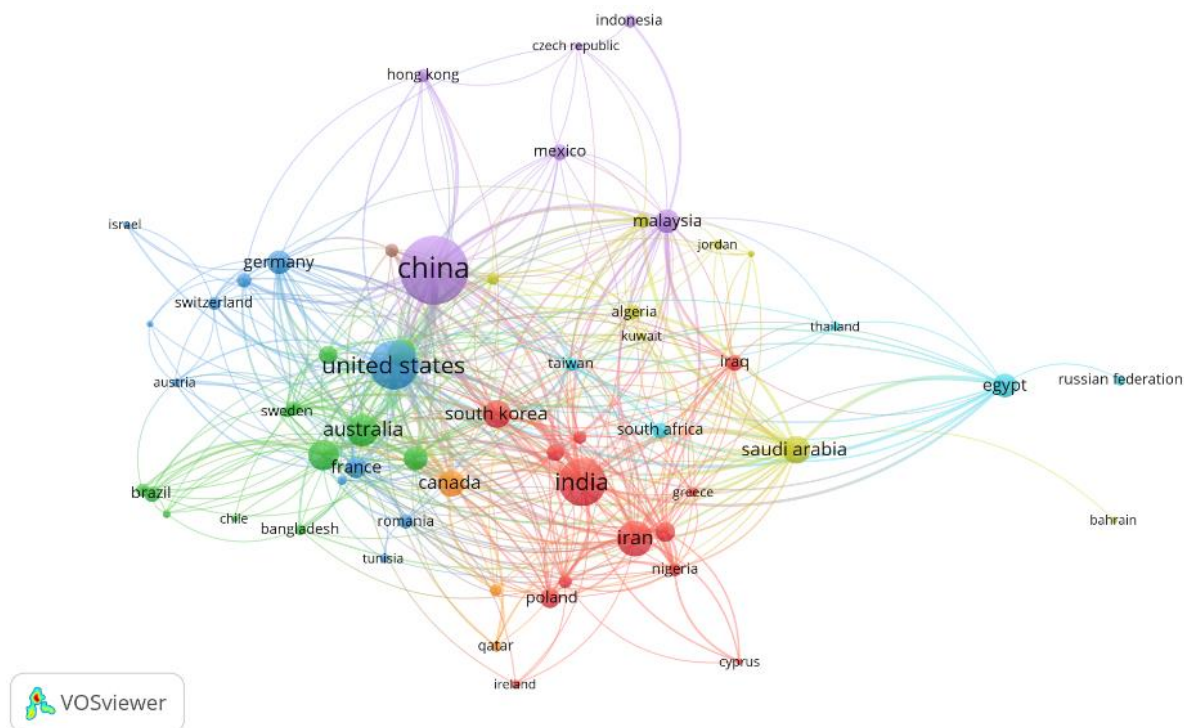 indonesia
czech republic
hong kong
mexico
malaysia
israel
jordan
germany
china
switzerland
algeria
thailand
kuwait
united states
taiwan
iraq
austria
egypt
russian federation
sweden
south korea
australia
south africa
saudi arabia
france
india
canada
greece
brazil
chile
bangladesh
romania
bahrain
iran
tunisia
nigeria
poland
qatar
cyprus
ireland
VOSviewer